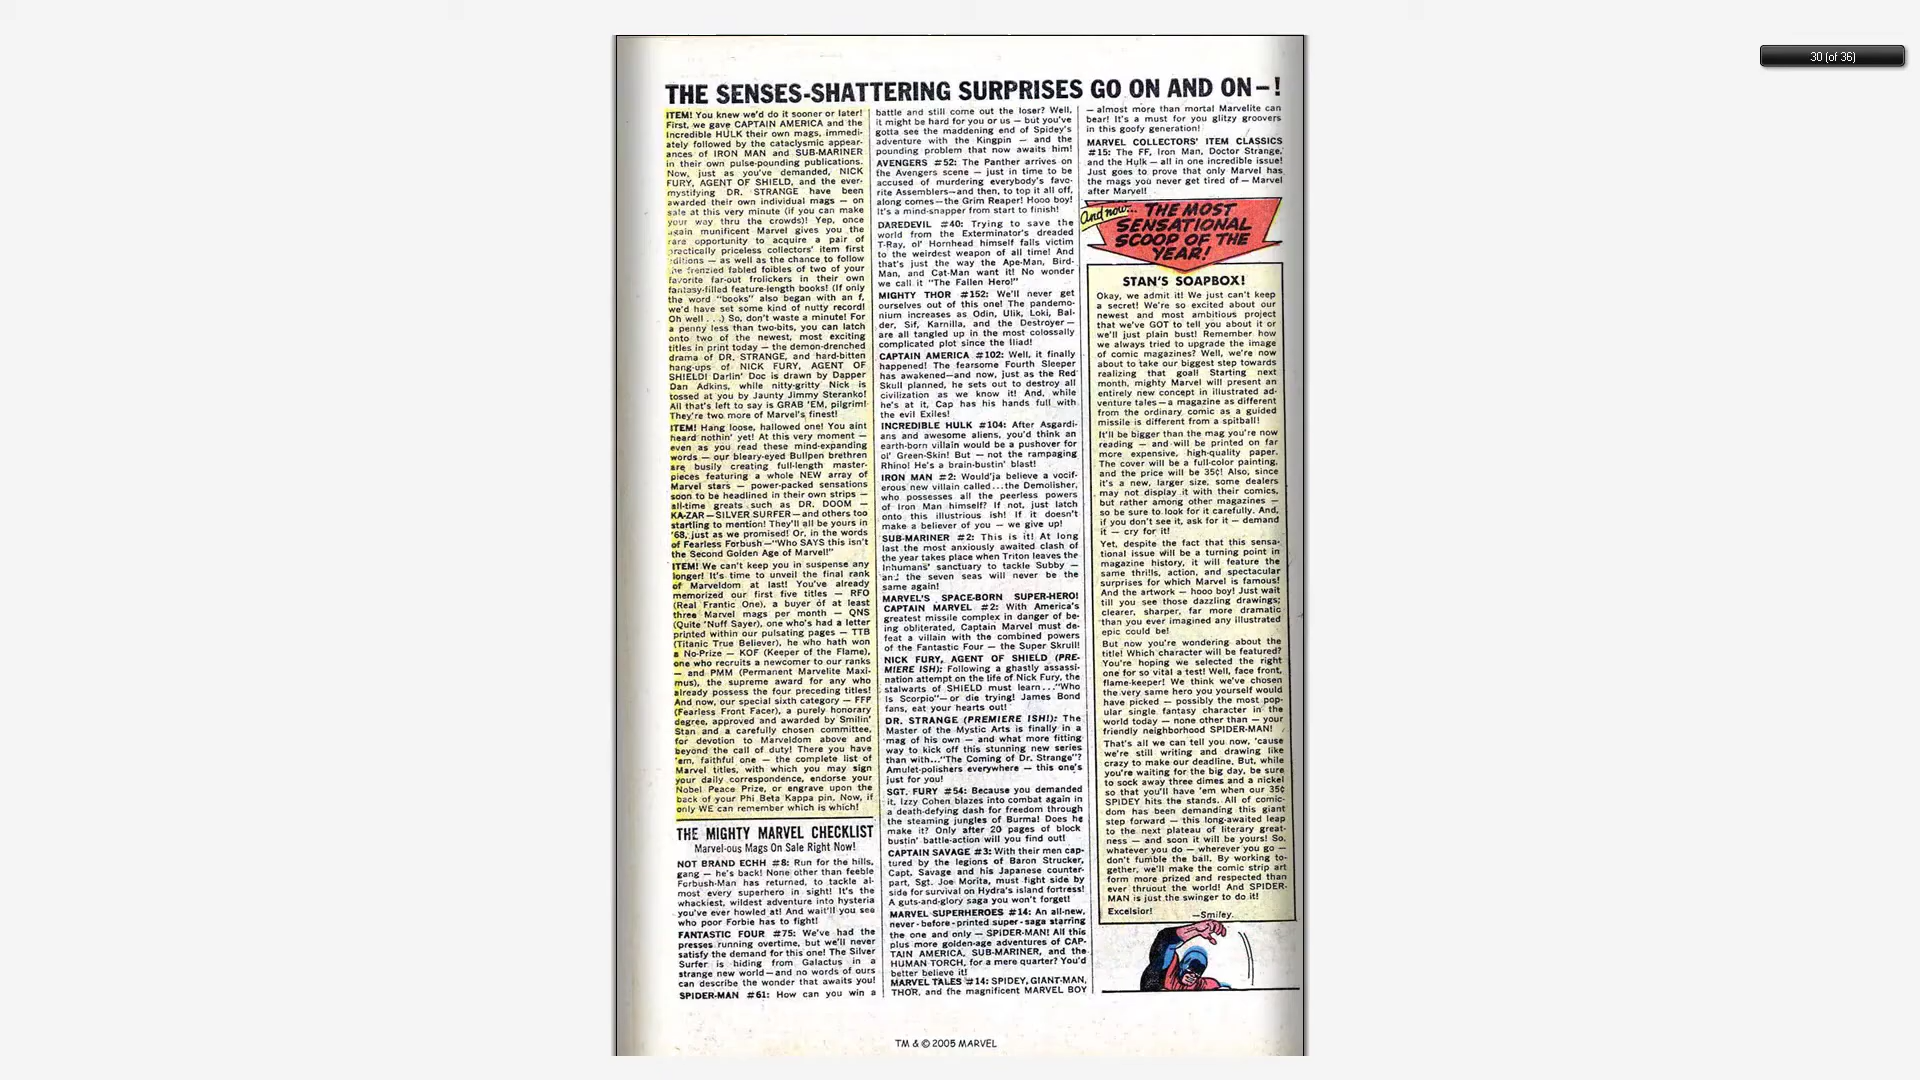 30 (of 36)
THE SENSES-SHATTERING SURPRISES GO ON AND ON—!
ITEM! You knew we'd do it sooner or later!
First, we gave CAPTAIN AMERICA and the
Incredible HULK their own mags, immedi-
ately followed by the cataclysmic appear-
ances of IRON MAN and SUB-MARINER
in their own pulse-pounding publications.
Now, just as you've demanded, NICK
FURY, AGENT OF SHIELD, and the ever-
mystifying DR. STRANGE have been
awarded their own individual mags — on
sale at this very minute (if you can make
your way thru the crowds)! Yep, once
again munificent Marvel gives you the
rare opportunity to acquire a pair of
practically priceless collectors' item first
editions — as well as the chance to follow
the frenzied fabled foibles of two of your
favorite far-out frolickers in their own
fantasy-filled feature-length books! (If only
the word "books" also began with an f,
we'd have set some kind of nutty record!
Oh well . . .) So, don't waste a minute! For
a penny less than two-bits, you can latch
onto two of the newest, most exciting
titles in print today — the demon-drenched
drama of DR. STRANGE, and hard-bitten
hang-ups of NICK FURY, AGENT OF
SHIELD! Darlin' Doc is drawn by Dapper
Dan Adkins, while nitty-gritty Nick is
tossed at you by Jaunty Jimmy Steranko!
All that's left to say is GRAB 'EM, pilgrim!
They're two more of Marvel's finest!
ITEM! Hang loose, hallowed one! You aint
heard nothin' yet! At this very moment —
even as you read these mind-expanding
words — our bleary-eyed Bullpen brethren
are busily creating full-length master-
pieces featuring a whole NEW array of
Marvel stars — power-packed sensations
soon to be headlined in their own strips —
all-time greats such as DR. DOOM —
KA-ZAR — SILVER SURFER — and others too
startling to mention! They'll all be yours in
'68, just as we promised! Or, in the words
of Fearless Forbush — "Who SAYS this isn't
the Second Golden Age of Marvel!"
ITEM! We can't keep you in suspense any
longer! It's time to unveil the final rank
of Marveldom at last! You've already
memorized our first five titles — RFO
(Real Frantic One), a buyer of at least
three Marvel mags per month — QNS
(Quite 'Nuff Sayer), one who's had a letter
printed within our pulsating pages — TTB
(Titanic True Believer), he who hath won
a No-Prize — KOF (Keeper of the Flame),
one who recruits a newcomer to our ranks
— and PMM (Permanent Marvelite Maxi-
mus), the supreme award for any who
already possess the four preceding titles!
And now, our special sixth category — FFF
(Fearless Front Facer), a purely honorary
degree, approved and awarded by Smilin'
Stan and a carefully chosen committee,
for devotion to Marveldom above and
beyond the call of duty! There you have
'em, faithful one — the complete list of
Marvel titles, with which you may sign
your daily correspondence, endorse your
Nobel Peace Prize, or engrave upon the
back of your Phi Beta Kappa pin. Now, if
only WE can remember which is which!
THE MIGHTY MARVEL CHECKLIST
Marvel-ous Mags On Sale Right Now!
NOT BRAND ECHH #8: Run for the hills,
gang — he's back! None other than feeble
Forbush-Man has returned, to tackle al-
most every superhero in sight! It's the
whackiest, wildest adventure into hysteria
you've ever howled at! And wait'll you see
who poor Forbie has to fight!
FANTASTIC FOUR #75: We've had the
presses running overtime, but we'll never
satisfy the demand for this one! The Silver
Surfer is hiding from Galactus in a
strange new world — and no words of ours
can describe the wonder that awaits you!
SPIDER-MAN #61: How can you win a
battle and still come out the loser? Well,
it might be hard for you or us — but you've
gotta see the maddening end of Spidey's
adventure with the Kingpin — and the
pounding problem that now awaits him!
AVENGERS #52: The Panther arrives on
the Avengers scene — just in time to be
accused of murdering everybody's favo-
rite Assemblers—and then, to top it all off,
along comes—the Grim Reaper! Hooo boy!
It's a mind-snapper from start to finish!
DAREDEVIL #40: Trying to save the
world from the Exterminator's dreaded
T-Ray, ol' Hornhead himself falls victim
to the weirdest weapon of all time! And
that's just the way the Ape-Man, Bird-
Man, and Cat-Man want it! No wonder
we call it "The Fallen Hero!"
MIGHTY THOR #152: We'll never get
ourselves out of this one! The pandemo-
nium increases as Odin, Ulik, Loki, Bal-
der, Sif, Karnilla, and the Destroyer —
are all tangled up in the most colossally
complicated plot since the Iliad!
CAPTAIN AMERICA #102: Well, it finally
happened! The fearsome Fourth Sleeper
has awakened—and now, just as the Red
Skull planned, he sets out to destroy all
civilization as we know it! And, while
he's at it, Cap has his hands full with
the evil Exiles!
INCREDIBLE HULK #104: After Asgardi-
ans and awesome aliens, you'd think an
earth-born villain would be a pushover for
ol' Green-Skin! But — not the rampaging
Rhino! He's a brain-bustin' blast!
IRON MAN #2: Would'ja believe a vocif-
erous new villain called...the Demolisher,
who possesses all the peerless powers
of Iron Man himself? If not, just latch
onto this illustrious ish! If it doesn't
make a believer of you — we give up!
SUB-MARINER #2: This is it! At long
last the most anxiously awaited clash of
the year takes place when Triton leaves the
Inhumans' sanctuary to tackle Subby —
and the seven seas will never be the
same again!
MARVEL'S SPACE-BORN SUPER-HERO!
CAPTAIN MARVEL #2: With America's
greatest missile complex in danger of be-
ing obliterated, Captain Marvel must de-
feat a villain with the combined powers
of the Fantastic Four — the Super Skrull!
NICK FURY, AGENT OF SHIELD (PRE-
MIERE ISH): Following a ghastly assassi-
nation attempt on the life of Nick Fury, the
stalwarts of SHIELD must learn..."Who
Is Scorpio"—or die trying! James Bond
fans, eat your hearts out!
DR. STRANGE (PREMIERE ISH!): The
Master of the Mystic Arts is finally in a
mag of his own — and what more fitting
way to kick off this stunning new series
than with..."The Coming of Dr. Strange"?
Amulet-polishers everywhere — this one's
just for you!
SGT. FURY #54: Because you demanded
it, Izzy Cohen blazes into combat again in
a death-defying dash for freedom through
the steaming jungles of Burma! Does he
make it? Only after 20 pages of block
bustin' battle-action will you find out!
CAPTAIN SAVAGE #3: With their men cap-
tured by the legions of Baron Strucker,
Capt. Savage and his Japanese counter-
part, Sgt. Joe Morita, must fight side by
side for survival on Hydra's island fortress!
A guts-and-glory saga you won't forget!
MARVEL SUPERHEROES #14: An all-new,
never-before-printed super-saga starring
the one and only — SPIDER-MAN! All this
plus more golden-age adventures of CAP-
TAIN AMERICA, SUB-MARINER, and the
HUMAN TORCH, for a mere quarter? You'd
better believe it!
MARVEL TALES #14: SPIDEY, GIANT-MAN,
THOR, and the magnificent MARVEL BOY
— almost more than mortal Marvelite can
bear! It's a must for you glitzy groovers
in this goofy generation!
MARVEL COLLECTORS' ITEM CLASSICS
#15: The FF, Iron Man, Doctor Strange,
and the Hulk — all in one incredible issue!
Just goes to prove that only Marvel has
the mags you never get tired of — Marvel
after Marvel!
And now... THE MOST
SENSATIONAL
SCOOP OF THE
YEAR!
STAN'S SOAPBOX!
Okay, we admit it! We just can't keep
a secret! We're so excited about our
newest and most ambitious project
that we've GOT to tell you about it or
we'll just plain bust! Remember how
we always tried to upgrade the image
of comic magazines? Well, we're now
about to take our biggest step towards
realizing that goal! Starting next
month, mighty Marvel will present an
entirely new concept in illustrated ad-
venture tales — a magazine as different
from the ordinary comic as a guided
missile is different from a spitball!
It'll be bigger than the mag you're now
reading — and will be printed on far
more expensive, high-quality paper.
The cover will be a full-color painting,
and the price will be 35¢! Also, since
it's a new, larger size, some dealers
may not display it with their comics,
but rather among other magazines —
so be sure to look for it carefully. And,
if you don't see it, ask for it — demand
it — cry for it!
Yet, despite the fact that this sensa-
tional issue will be a turning point in
magazine history, it will feature the
same thrills, action, and spectacular
surprises for which Marvel is famous!
And the artwork — hooo boy! Just wait
till you see those dazzling drawings;
clearer, sharper, far more dramatic
than you ever imagined any illustrated
epic could be!
But now you're wondering about the
title! Which character will be featured?
You're hoping we selected the right
one for so vital a test! Well, face front,
flame-keeper! We think we've chosen
the very same hero you yourself would
have picked — possibly the most pop-
ular single fantasy character in the
world today — none other than — your
friendly neighborhood SPIDER-MAN!
That's all we can tell you now, 'cause
we're still writing and drawing like
crazy to make our deadline. But, while
you're waiting for the big day, be sure
to sock away three dimes and a nickel
so that you'll have 'em when our 35¢
SPIDEY hits the stands. All of comic-
dom has been demanding this giant
step forward — this long-awaited leap
to the next plateau of literary great-
ness — and soon it will be yours! So,
whatever you do — wherever you go —
don't fumble the ball. By working to-
gether, we'll make the comic strip art
form more prized and respected than
ever thruout the world! And SPIDER-
MAN is just the swinger to do it!
Excelsior!
—Smiley.
TM & © 2005 MARVEL